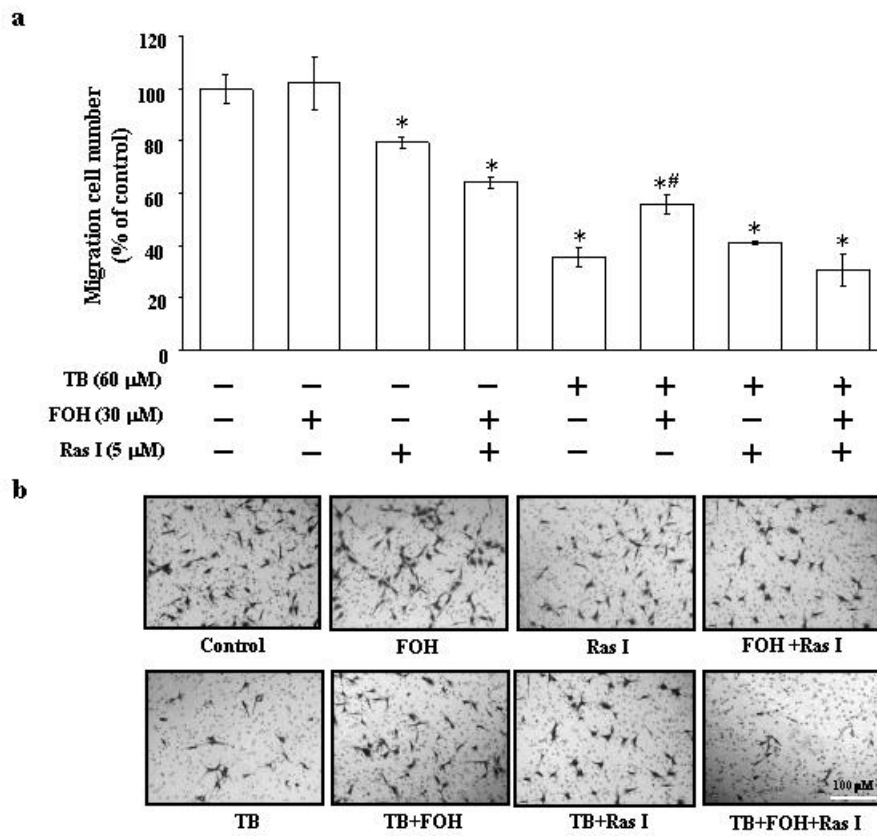 a
Migration cell number
(% of control)
120
100
80
60
40
20
0
*
*
*
*#
*
*
TB (60 µM) – – – – + + + +
FOH (30 µM) – + – + – + – +
Ras I (5 µM) – – + + – – + +
b
Control FOH Ras I FOH +Ras I
100 µM
TB TB+FOH TB+Ras I TB+FOH+Ras I